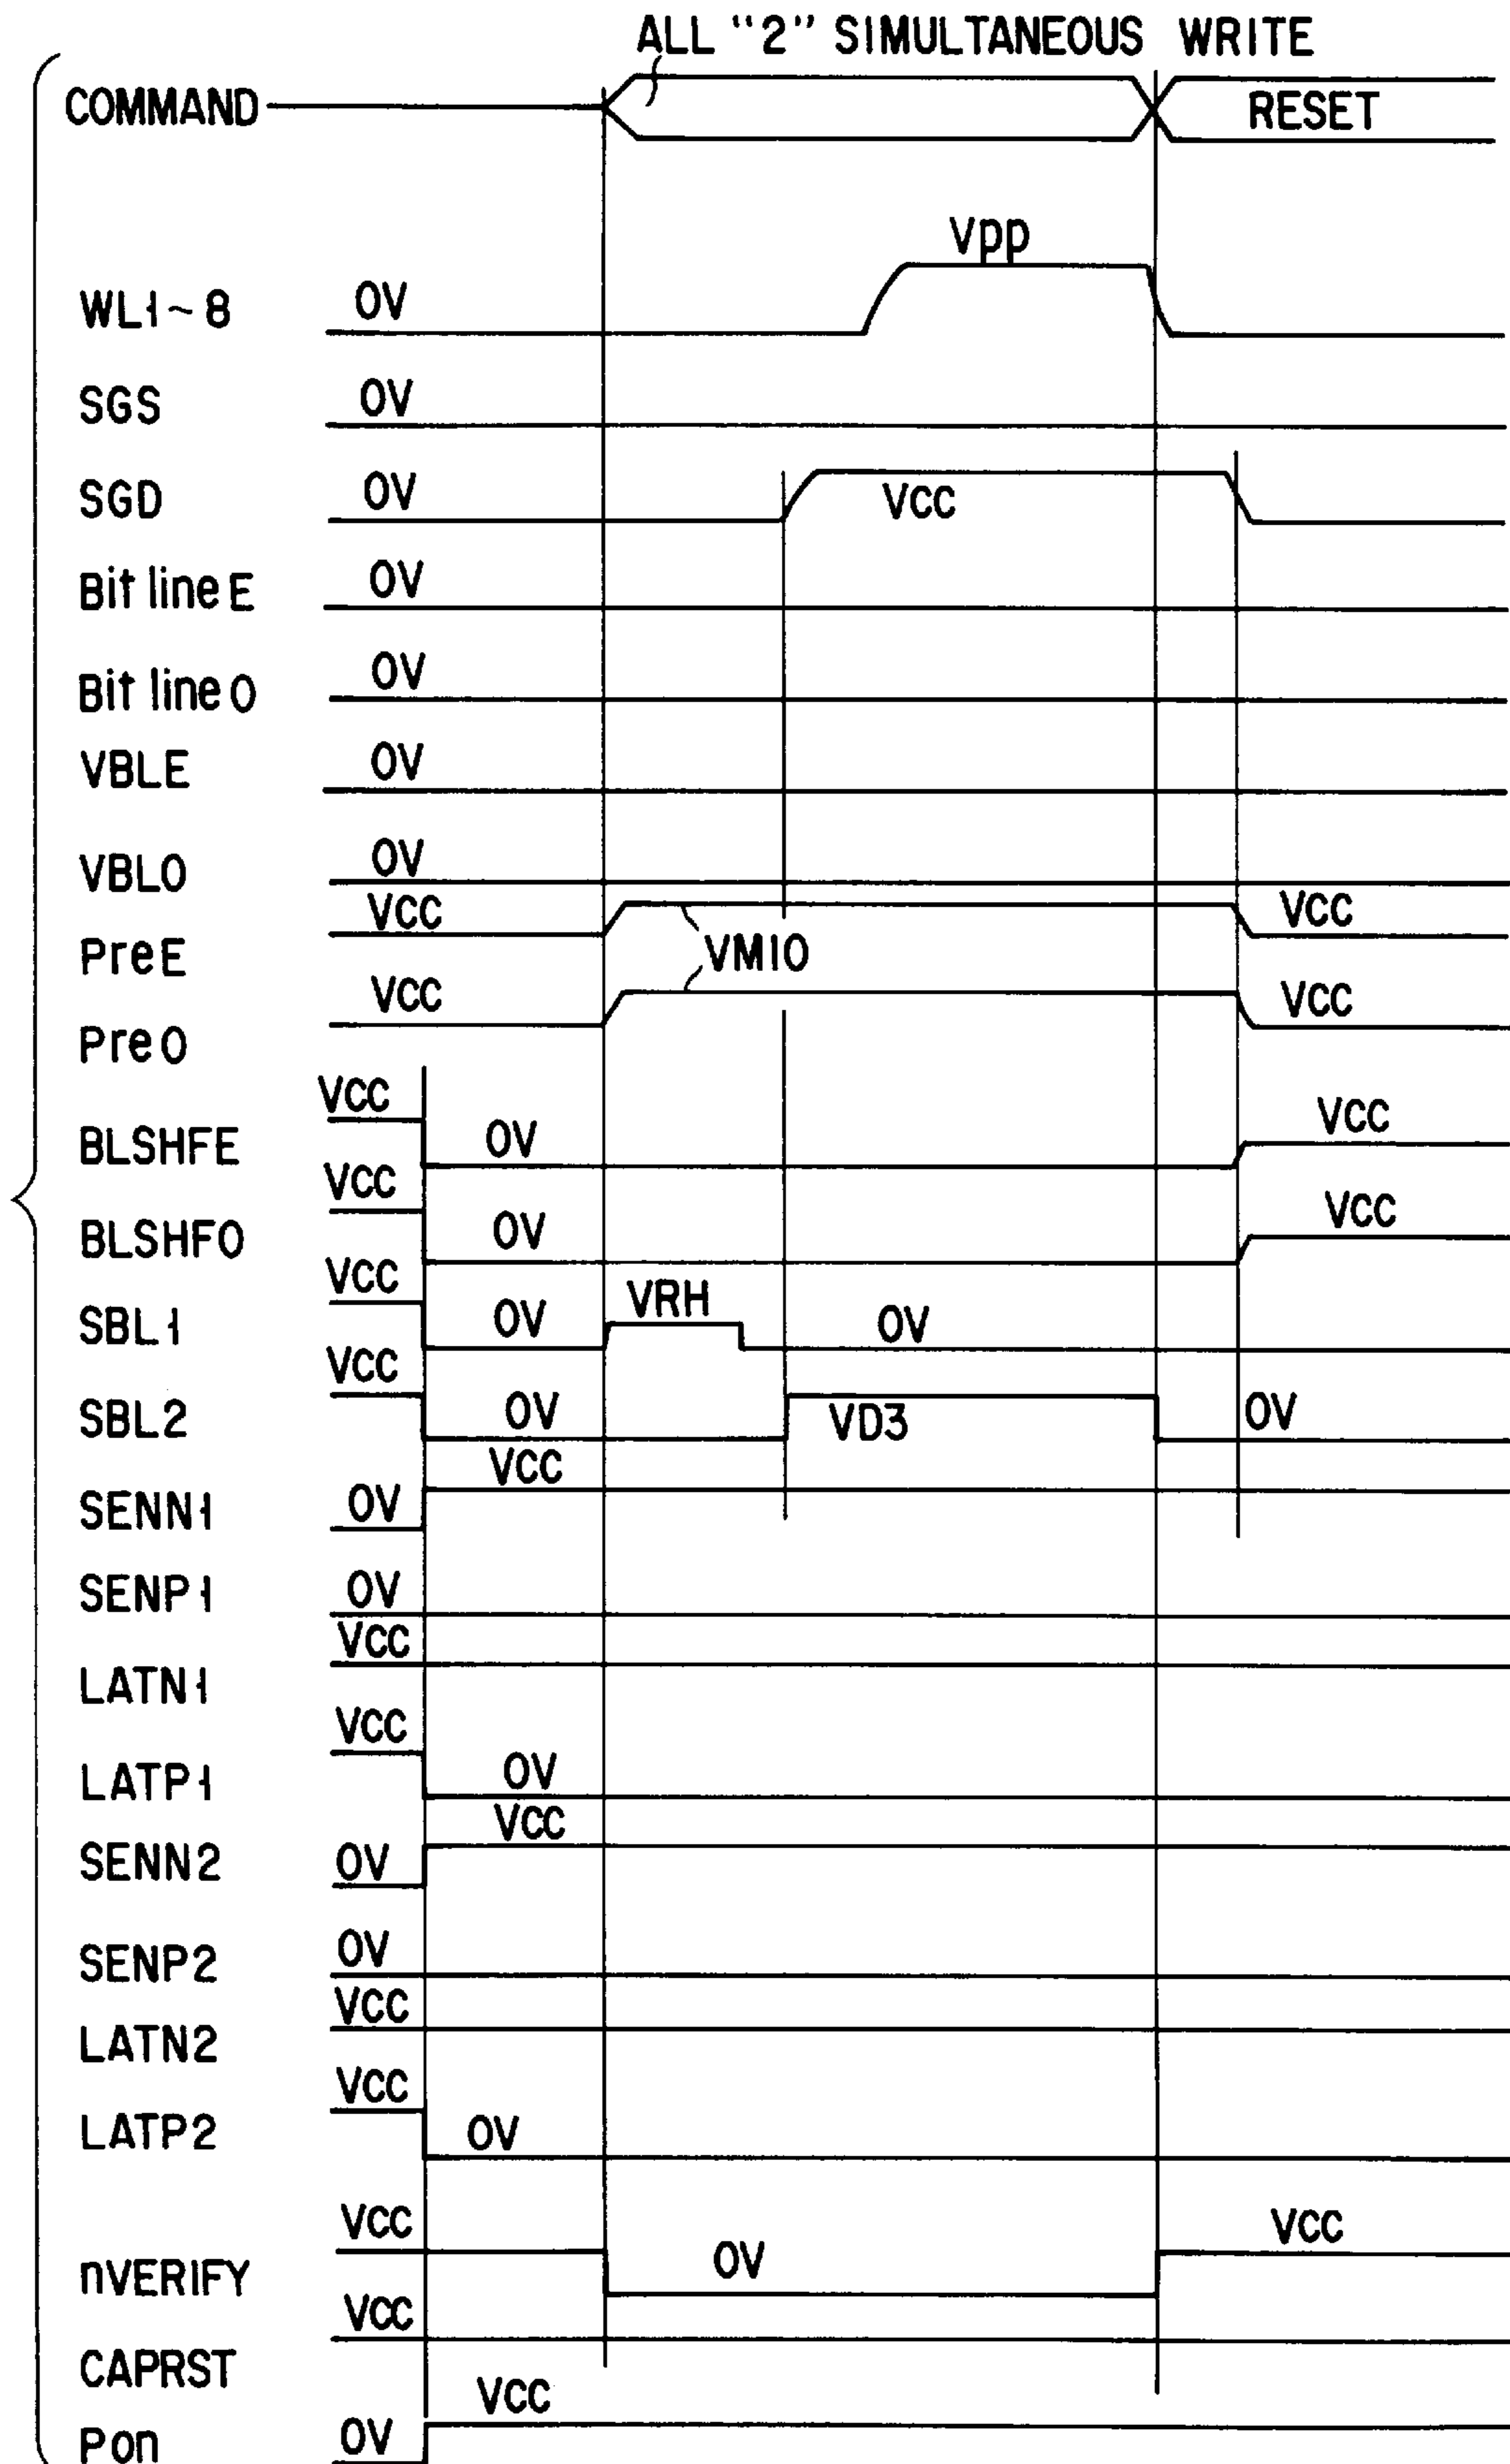 ALL "2" SIMULTANEOUS WRITE
COMMAND RESET
Vpp
WL1~8 0V
SGS 0V
SGD 0V VCC
Bit line E 0V
Bit line O 0V
VBLE 0V
VBLO 0V
PreE VCC VCC
VM10
PreO VCC VCC
BLSHFE VCC 0V VCC
BLSHFO VCC 0V VCC
SBL1 VCC 0V VRH 0V
SBL2 VCC 0V VD3 0V
SENN1 0V VCC
SENP1 0V
LATN1 VCC
LATP1 VCC 0V
SENN2 0V VCC
SENP2 0V
LATN2 VCC
LATP2 VCC 0V
nVERIFY VCC 0V VCC
CAPRST VCC
Pon 0V VCC